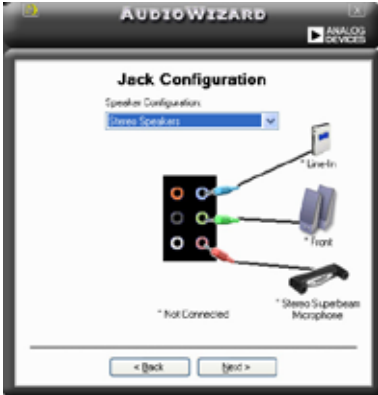 AudioWizard
ANALOG
DEVICES
Jack Configuration
Speaker Configuration:
Stereo Speakers
* Line-In
* Front
* Not Connected
* Stereo Superbeam
Microphone
< Back
Next >